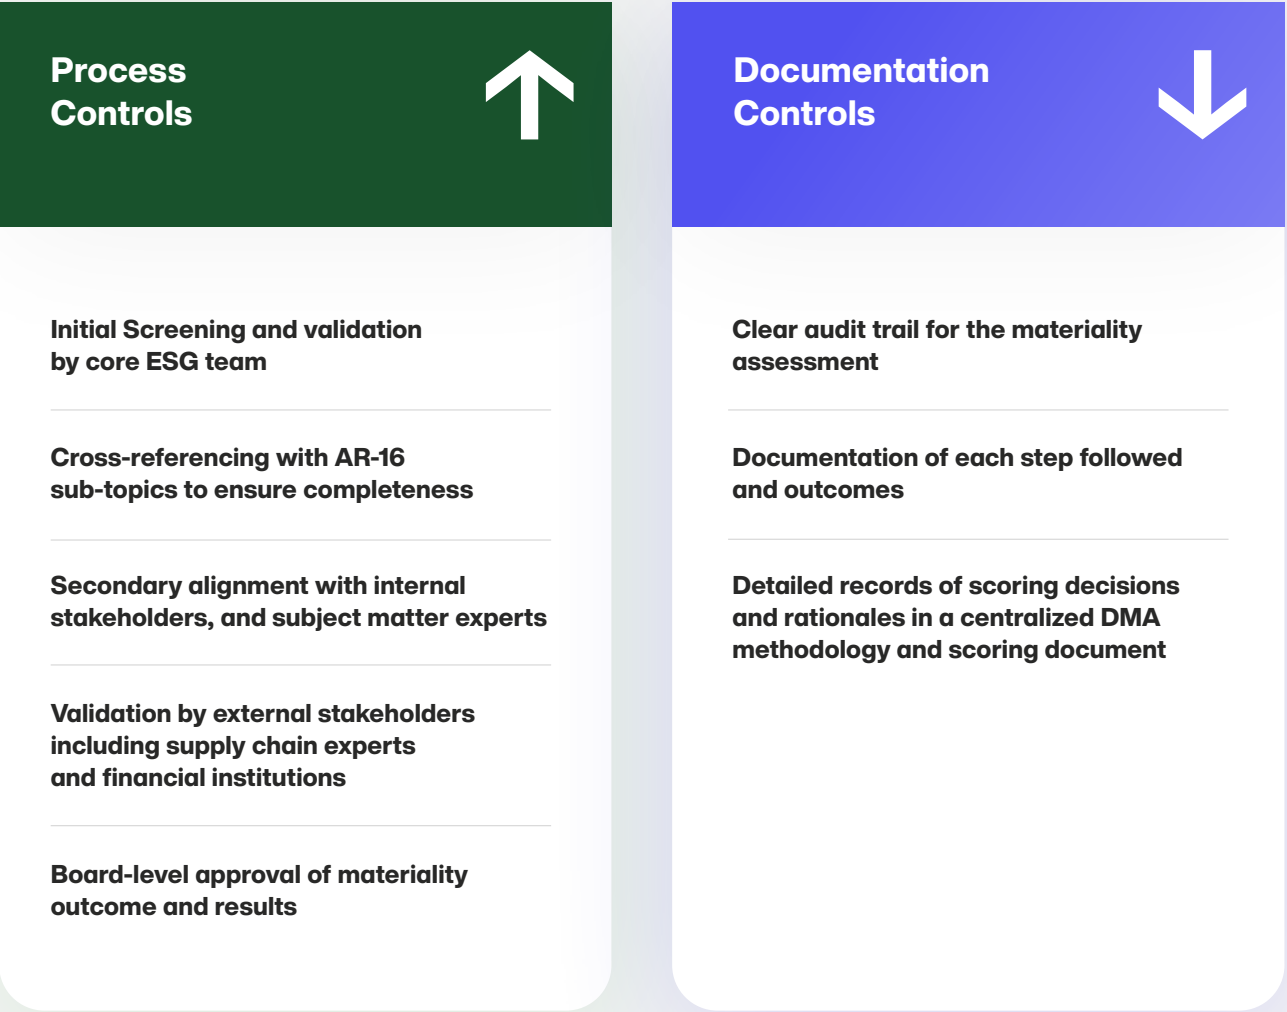 Process
Controls
Initial Screening and validation
by core ESG team
Cross-referencing with AR-16
sub-topics to ensure completeness
Secondary alignment with internal
stakeholders, and subject matter experts
Validation by external stakeholders
including supply chain experts
and financial institutions
Board-level approval of materiality
outcome and results
Documentation
Controls
Clear audit trail for the materiality
assessment
Documentation of each step followed
and outcomes
Detailed records of scoring decisions
and rationales in a centralized DMA
methodology and scoring document